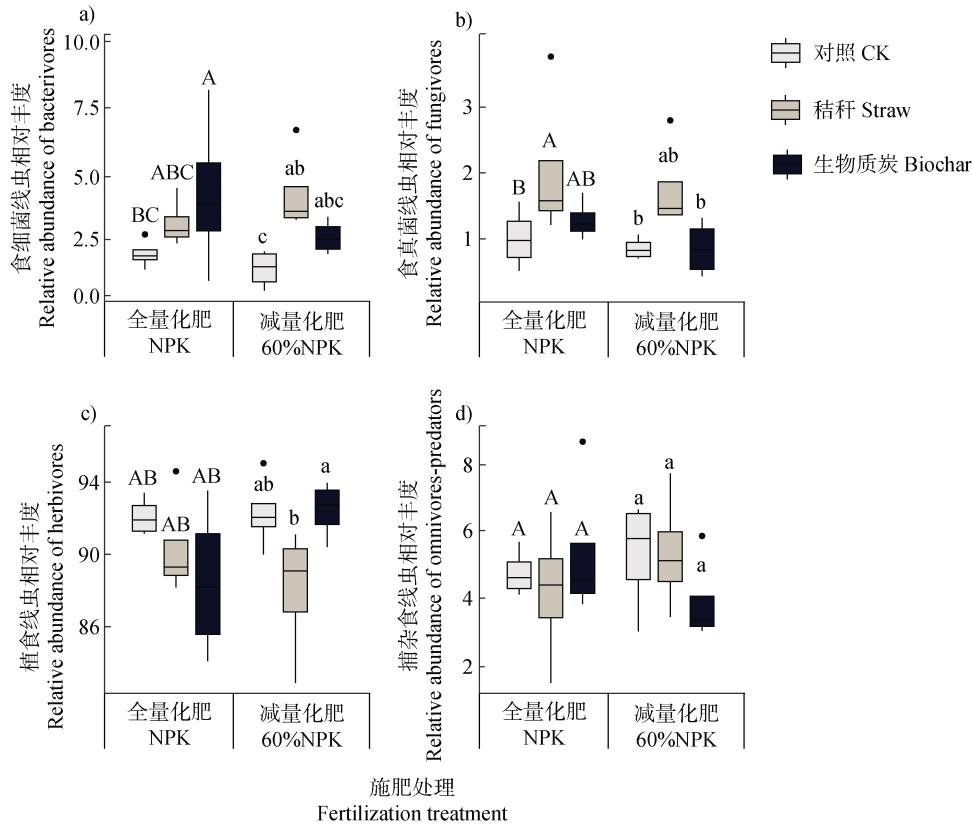 a)
食细菌线虫相对丰度
Relative abundance of bacterivores
10.0
7.5
5.0
2.5
0.0
BC
ABC
A
c
ab
abc
全量化肥
NPK
减量化肥
60%NPK
b)
食真菌线虫相对丰度
Relative abundance of fungivores
3
2
1
B
A
AB
b
ab
b
全量化肥
NPK
减量化肥
60%NPK
对照 CK
秸秆 Straw
生物质炭 Biochar
c)
植食线虫相对丰度
Relative abundance of herbivores
94
90
86
AB
AB
AB
ab
b
a
全量化肥
NPK
减量化肥
60%NPK
d)
捕杂食线虫相对丰度
Relative abundance of omnivores-predators
8
6
4
2
A
A
A
a
a
a
全量化肥
NPK
减量化肥
60%NPK
施肥处理
Fertilization treatment